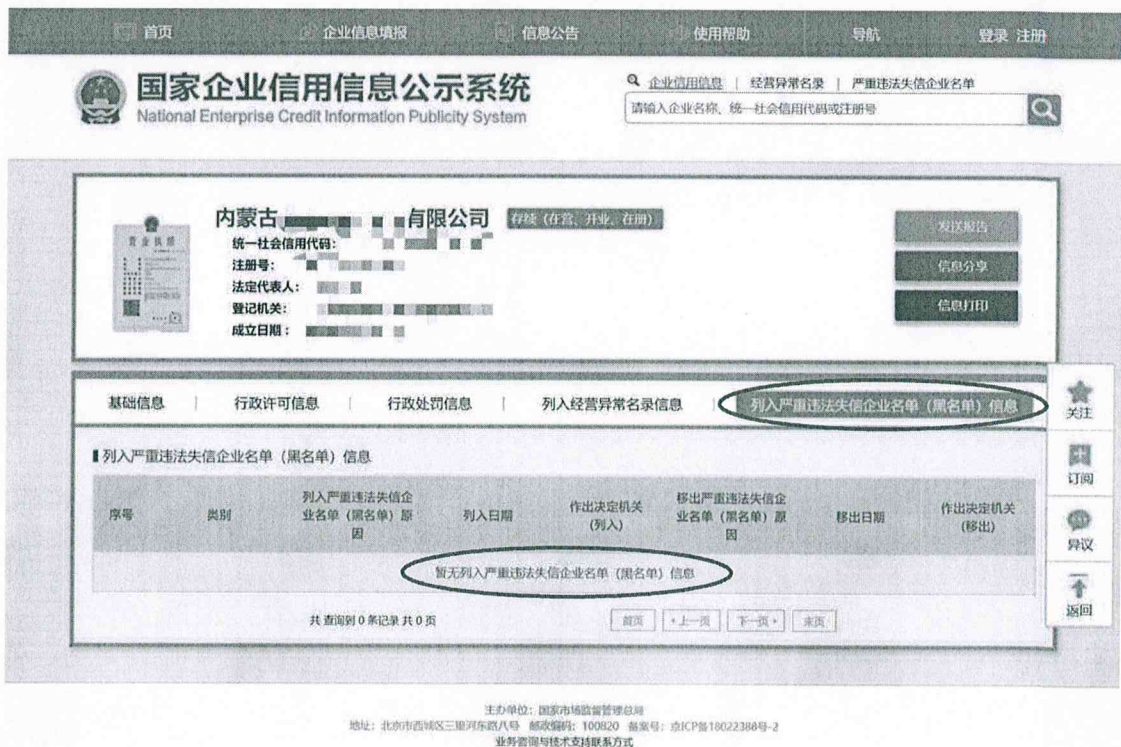 首页 企业信息填报 信息公告 使用帮助 导航 登录 注册
国家企业信用信息公示系统
National Enterprise Credit Information Publicity System
企业信用信息 | 经营异常名录 | 严重违法失信企业名单
请输入企业名称、统一社会信用代码或注册号
内蒙古 有限公司 存续（在营、开业、在册）
统一社会信用代码：
注册号：
法定代表人：
登记机关：
成立日期：
营业执照
发送报告
信息分享
信息打印
基础信息 | 行政许可信息 | 行政处罚信息 | 列入经营异常名录信息 | 列入严重违法失信企业名单（黑名单）信息
列入严重违法失信企业名单（黑名单）信息
序号 类别 列入严重违法失信企业名单（黑名单）原因 列入日期 作出决定机关(列入) 移出严重违法失信企业名单（黑名单）原因 移出日期 作出决定机关(移出)
暂无列入严重违法失信企业名单（黑名单）信息
共 查询到 0 条记录 共 0 页 首页 上一页 下一页 末页
关注
订阅
异议
返回
主办单位：国家市场监督管理总局
地址：北京市西城区三里河东路八号 邮政编码：100820 备案号：京ICP备18022388号-2
业务咨询与技术支持联系方式